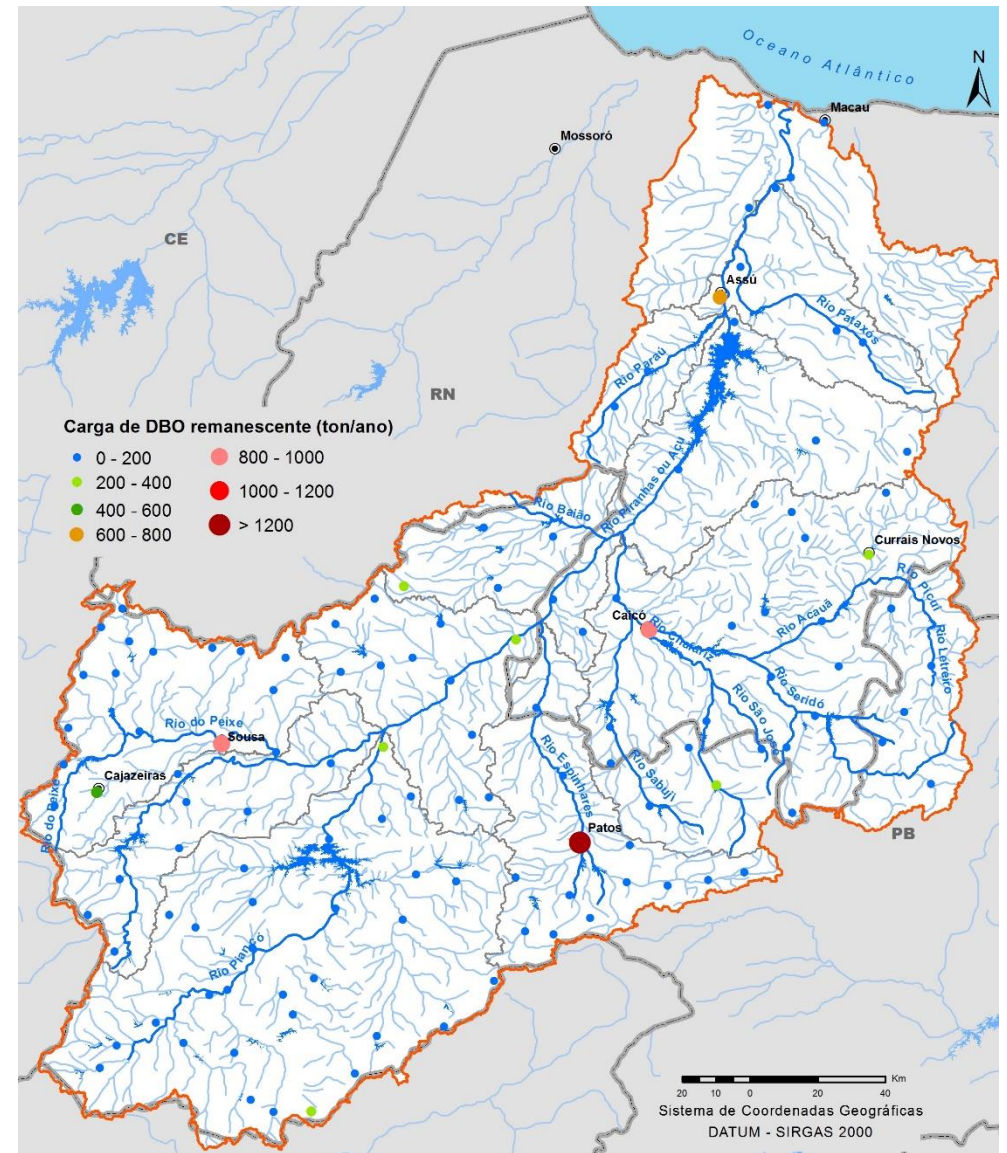 Oceano Atlântico
N
Macau
Mossoró
CE
Assú
Rio Pataxós
Rio Paraú
RN
Carga de DBO remanescente (ton/ano)
0 - 200
200 - 400
400 - 600
600 - 800
800 - 1000
1000 - 1200
> 1200
Rio Piranhas ou Açu
Rio Baião
Currais Novos
Rio Picuí
Rio Acauã
Caicó
Rio Chafariz
Rio Letreiro
Rio São José
Rio Seridó
Rio do Peixe
Sousa
Cajazeiras
Rio do Peixe
Rio Espinhares
Rio Sabuji
Patos
PB
Rio Piancó
20 10 0 20 40 Km
Sistema de Coordenadas Geográficas
DATUM - SIRGAS 2000